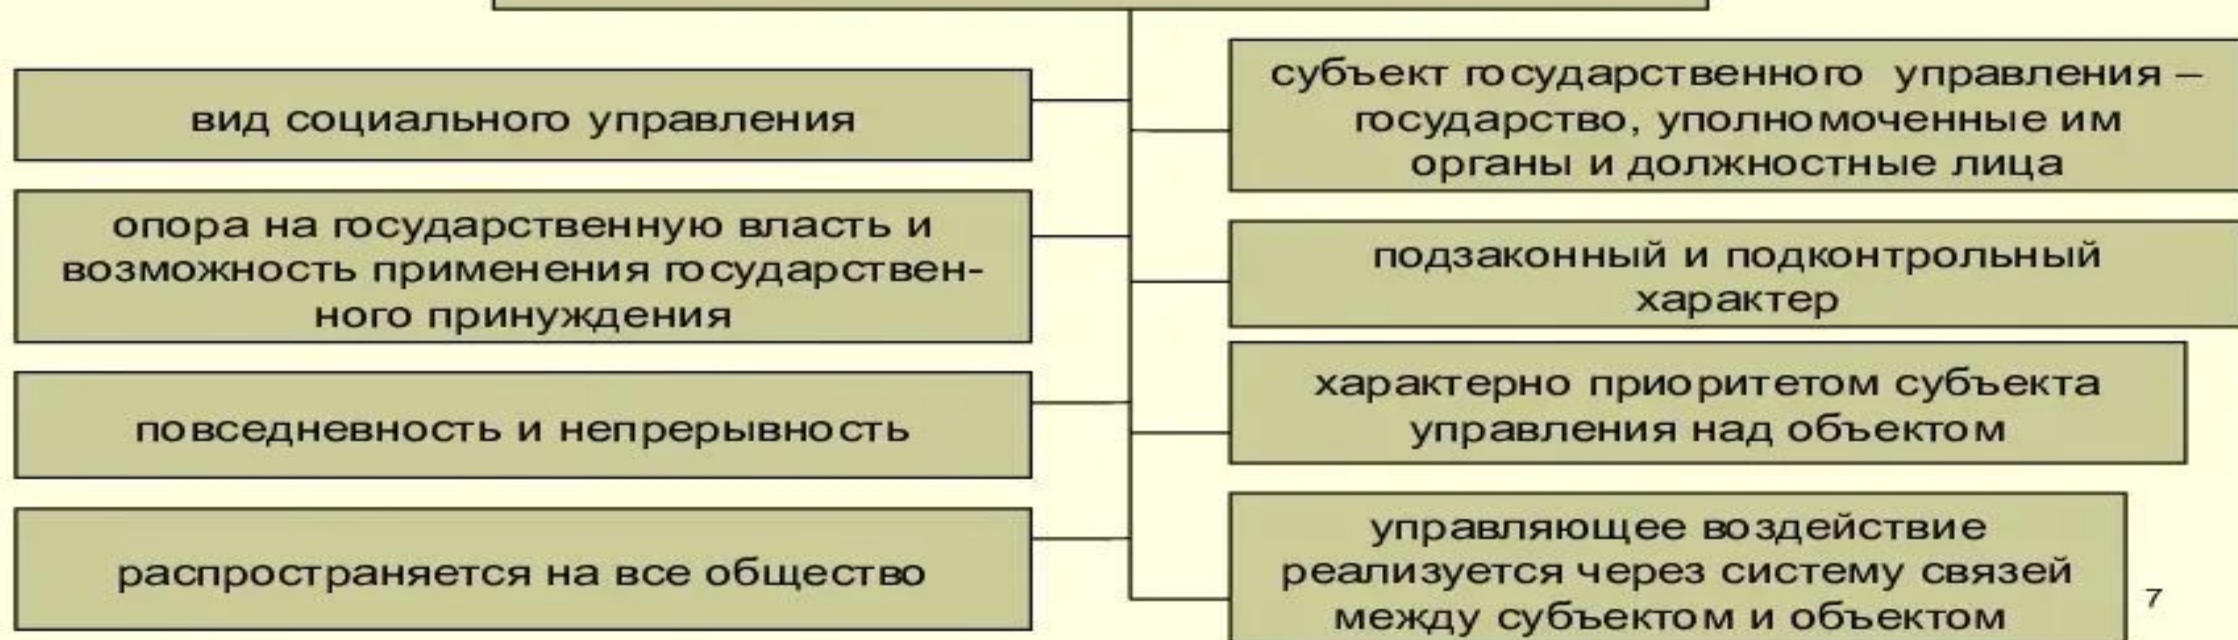 вид социального управления
опора на государственную власть и
возможность применения государствен-
ного принуждения
повседневность и непрерывность
распространяется на все общество
субъект государственного управления –
государство, уполномоченные им
органы и должностные лица
подзаконный и подконтрольный
характер
характерно приоритетом субъекта
управления над объектом
управляющее воздействие
реализуется через систему связей
между субъектом и объектом
7